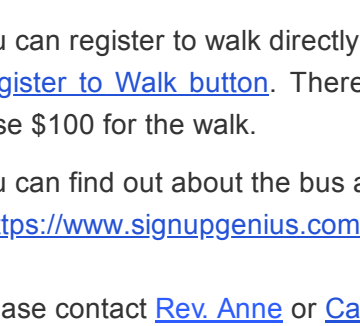 u can register to walk directly
gister to Walk button. There
se $100 for the walk.
u can find out about the bus a
tps://www.signupgenius.com
ase contact Rev. Anne or Ca